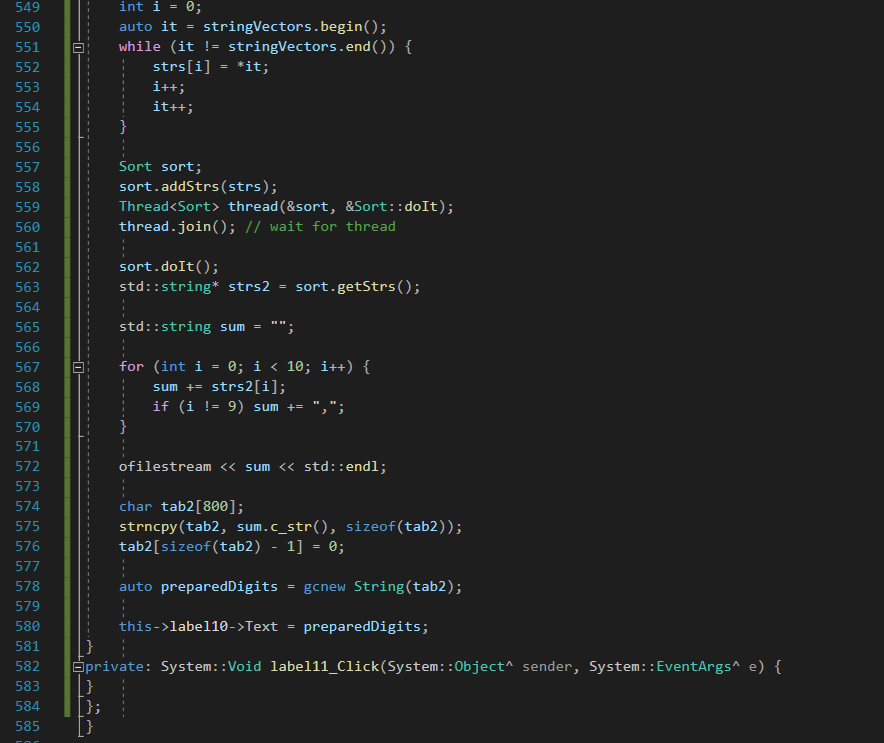 549 int i = 0;
550 auto it = stringVectors.begin();
551 while (it != stringVectors.end()) {
552 strs[i] = *it;
553 i++;
554 it++;
555 }
556
557 Sort sort;
558 sort.addStrs(strs);
559 Thread<Sort> thread(&sort, &Sort::doIt);
560 thread.join(); // wait for thread
561
562 sort.doIt();
563 std::string* strs2 = sort.getStrs();
564
565 std::string sum = "";
566
567 for (int i = 0; i < 10; i++) {
568 sum += strs2[i];
569 if (i != 9) sum += ",";
570 }
571
572 ofilestream << sum << std::endl;
573
574 char tab2[800];
575 strncpy(tab2, sum.c_str(), sizeof(tab2));
576 tab2[sizeof(tab2) - 1] = 0;
577
578 auto preparedDigits = gcnew String(tab2);
579
580 this->label10->Text = preparedDigits;
581 }
582 private: System::Void label11_Click(System::Object^ sender, System::EventArgs^ e) {
583 }
584 };
585 }